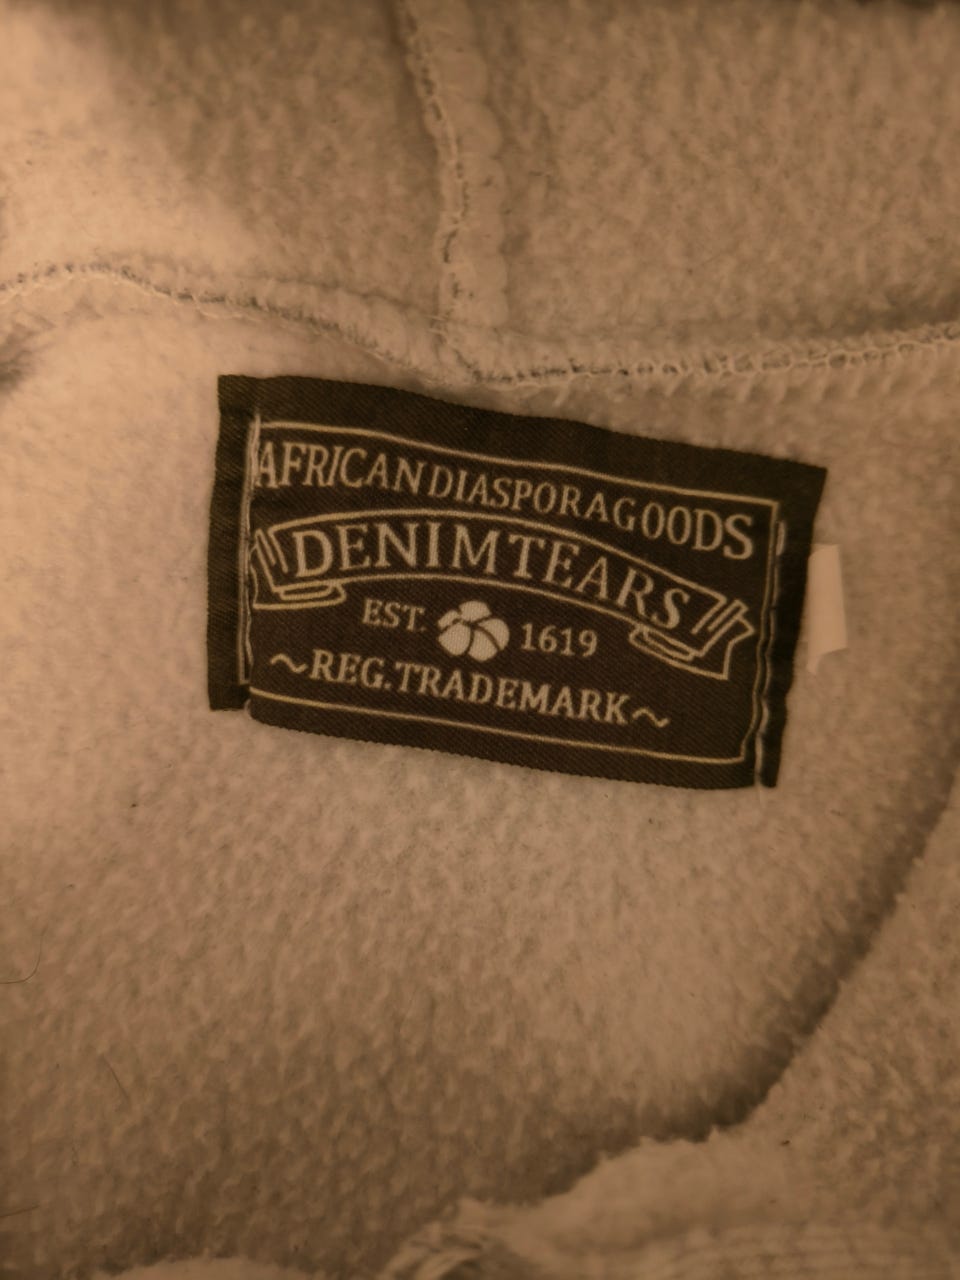 AFRICANDIASPORAGOODS
DENIMTEARS
EST. 1619
~REG.TRADEMARK~